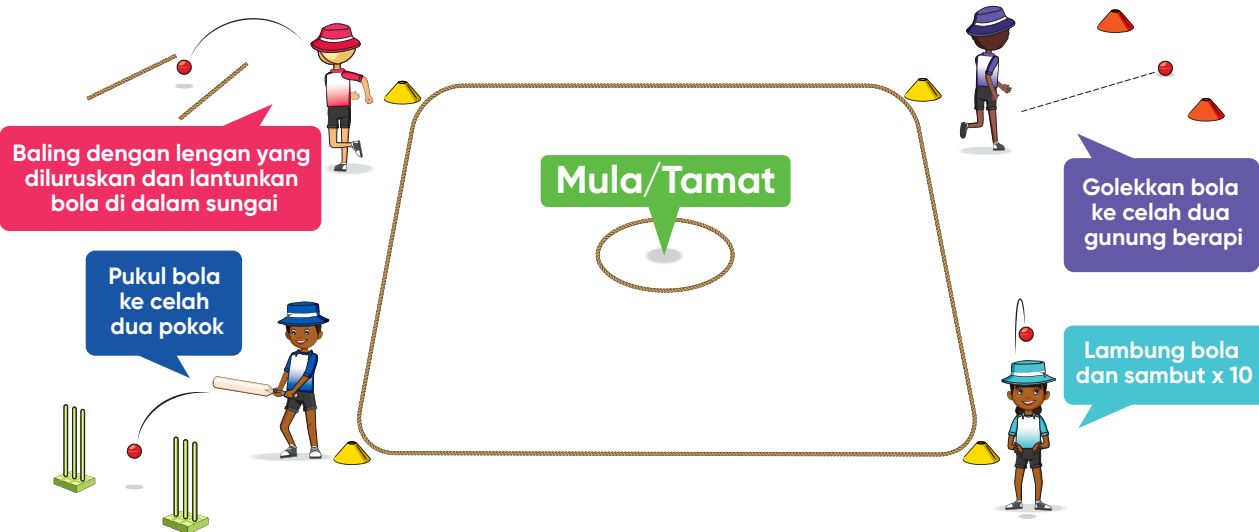 Baling dengan lengan yang
diluruskan dan lantunkan
bola di dalam sungai
Mula/Tamat
Golekkan bola
ke celah dua
gunung berapi
Pukul bola
ke celah
dua pokok
Lambung bola
dan sambut x 10